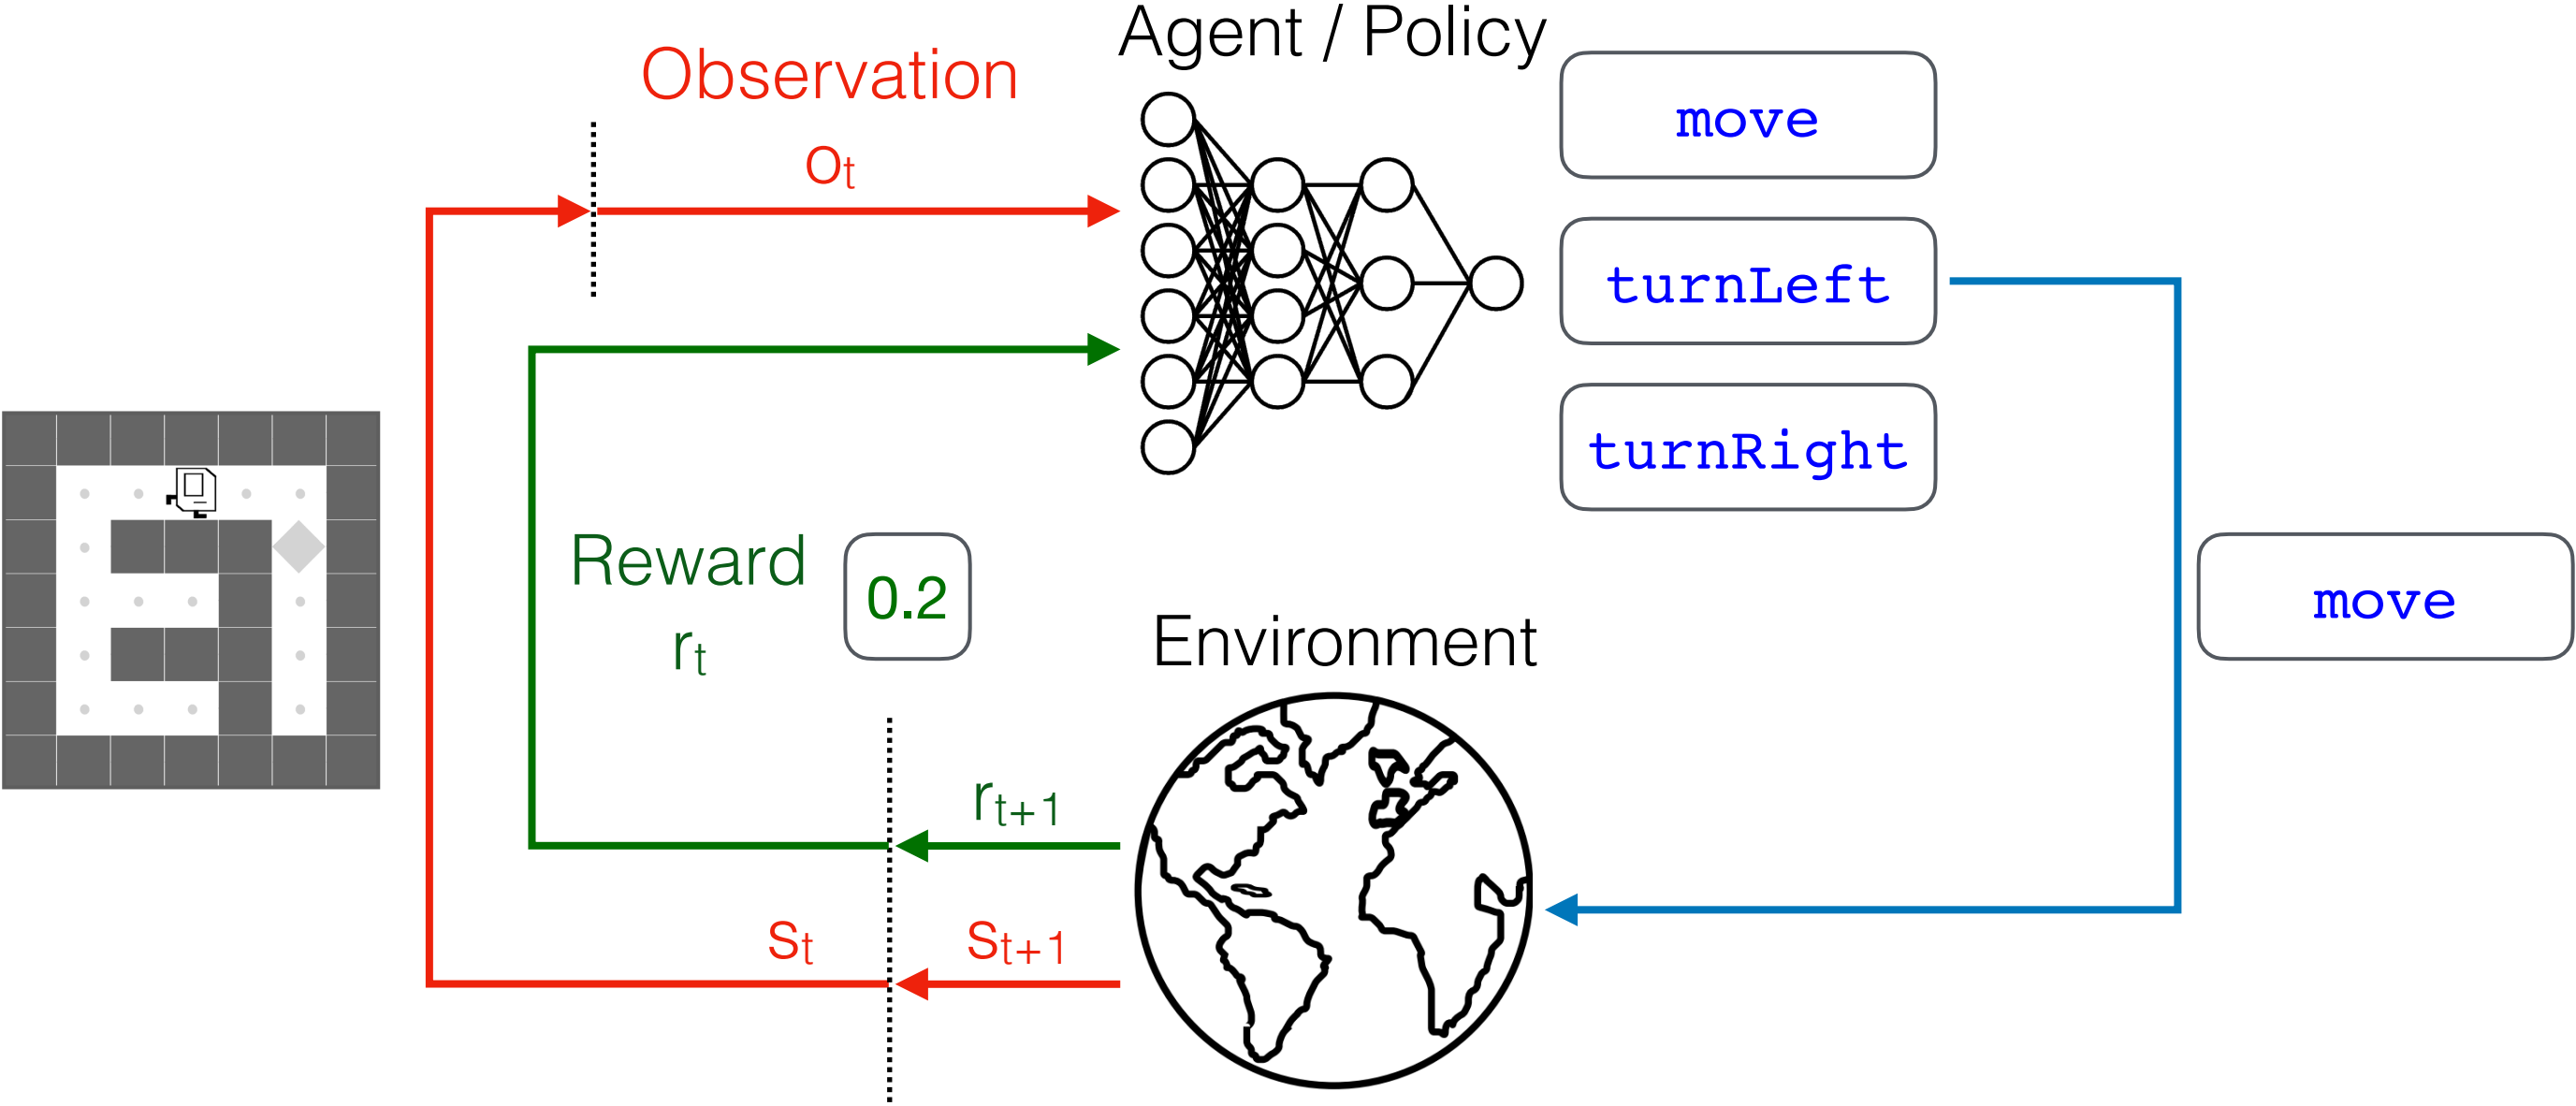 Agent / Policy
Observation
oₜ
move
turnLeft
turnRight
Reward
rₜ
0.2
move
Environment
rₜ₊₁
sₜ
sₜ₊₁